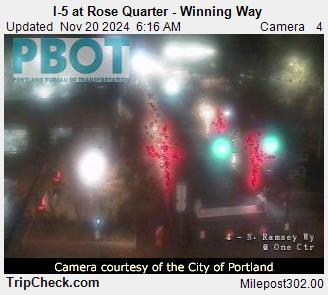 I-5 at Rose Quarter - Winning Way
Updated Nov 20 2024 6:16 AM Camera 4
PBOT
PORTLAND BUREAU OF TRANSPORTATION
4 - N. Ramsey Wy
@ One Ctr
Camera courtesy of the City of Portland
TripCheck.com Milepost302.00